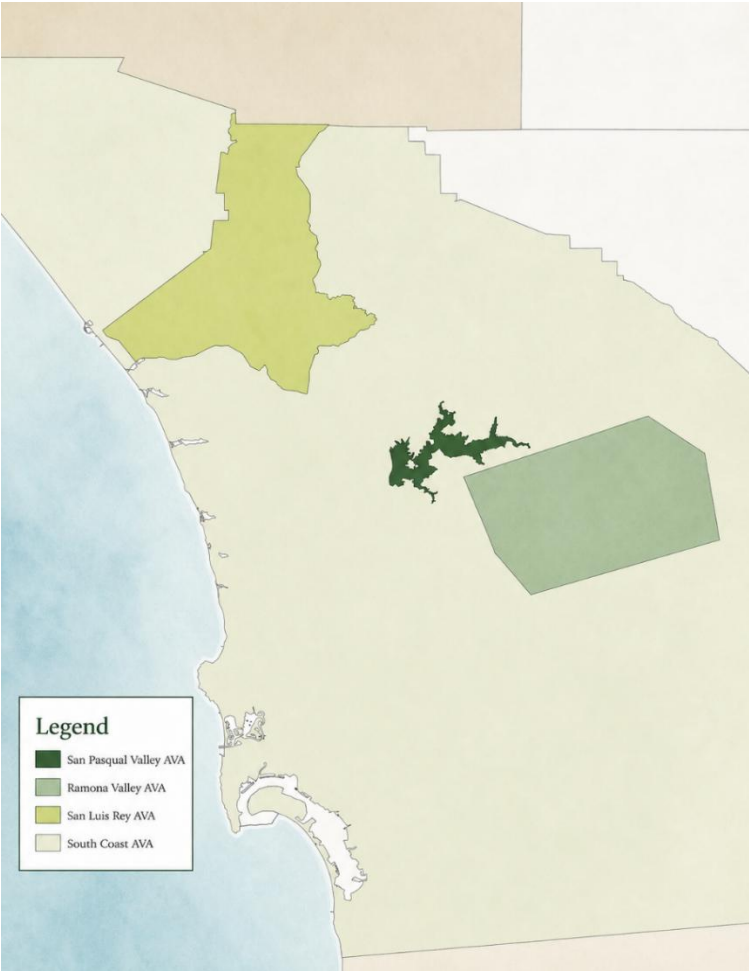 Legend
San Pasqual Valley AVA
Ramona Valley AVA
San Luis Rey AVA
South Coast AVA